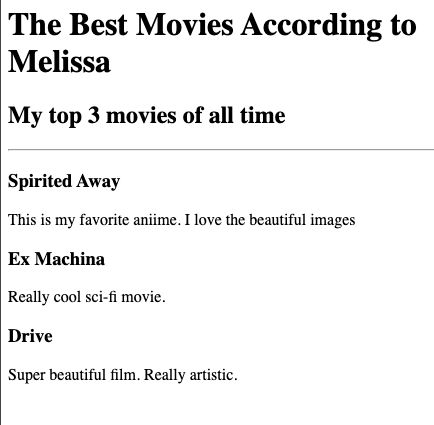 The Best Movies According to
Melissa
My top 3 movies of all time
Spirited Away
This is my favorite aniime. I love the beautiful images
Ex Machina
Really cool sci-fi movie.
Drive
Super beautiful film. Really artistic.